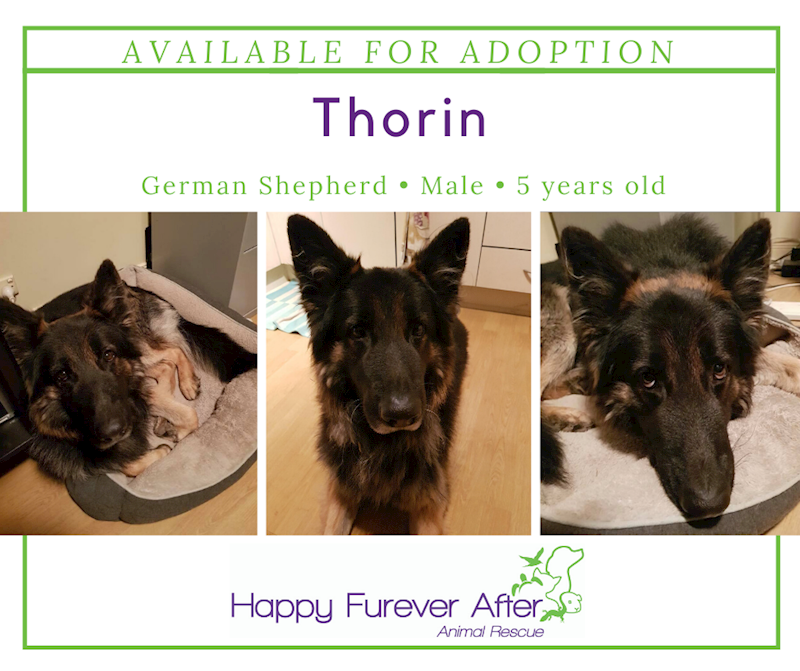 AVAILABLE FOR ADOPTION
Thorin
German Shepherd • Male • 5 years old
Happy Furever After
Animal Rescue